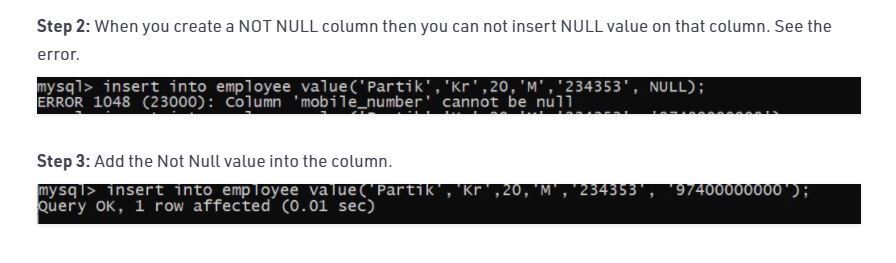 Step 2: When you create a NOT NULL column then you can not insert NULL value on that column. See the
error.
mysql> insert into employee value('Partik','Kr',20,'M','234353', NULL);
ERROR 1048 (23000): Column 'mobile_number' cannot be null
Step 3: Add the Not Null value into the column.
mysql> insert into employee value('Partik','Kr',20,'M','234353', '97400000000');
Query OK, 1 row affected (0.01 sec)